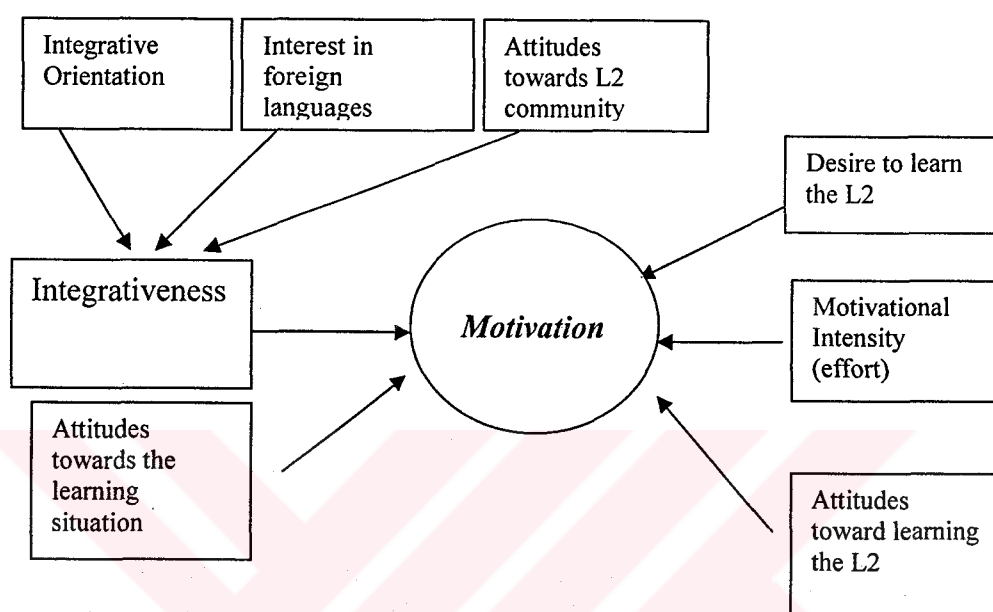 Integrative
Orientation
Interest in
foreign
languages
Attitudes
towards L2
community
Desire to learn
the L2
Integrativeness
Motivation
Motivational
Intensity
(effort)
Attitudes
towards the
learning
situation
Attitudes
toward learning
the L2